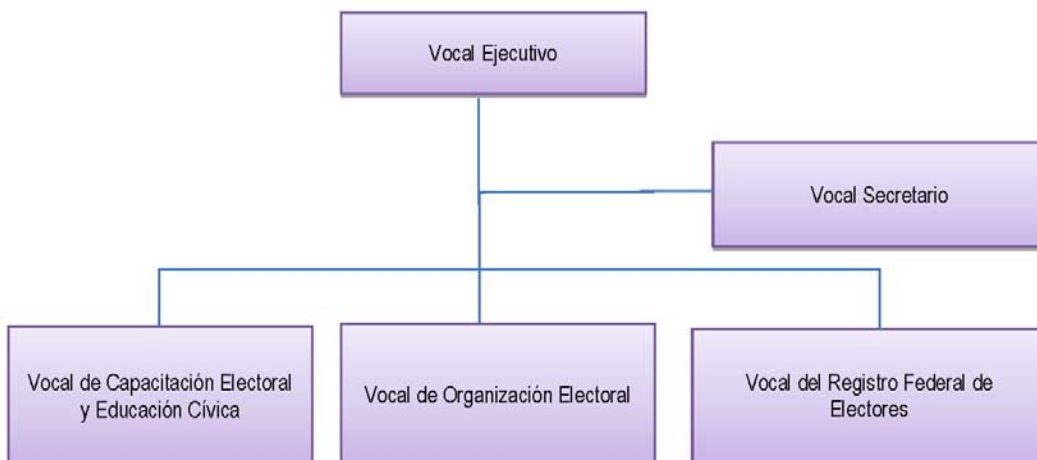 Vocal Ejecutivo
Vocal Secretario
Vocal de Capacitación Electoral
y Educación Cívica
Vocal de Organización Electoral
Vocal del Registro Federal de
Electores